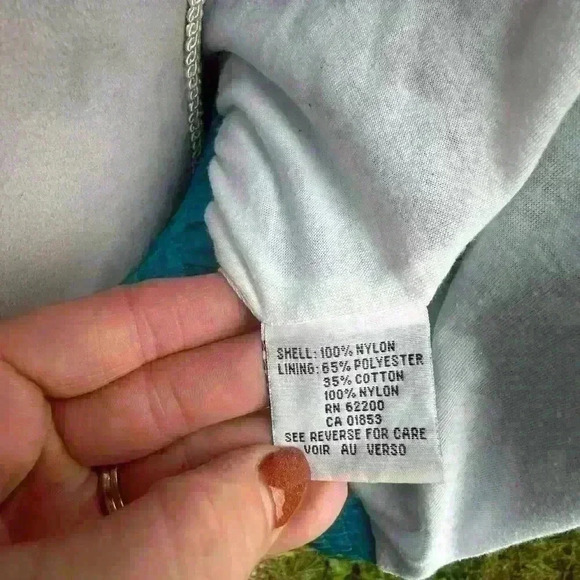 SHELL: 100% NYLON
LINING: 65% POLYESTER
35% COTTON
100% NYLON
RN 62200
CA 01853
SEE REVERSE FOR CARE
VOIR AU VERSO